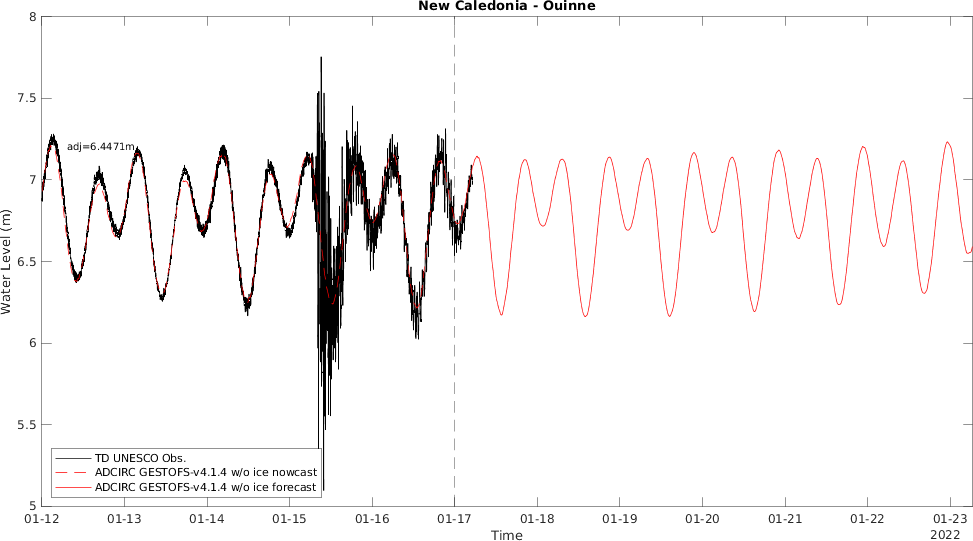 New Caledonia - Ouinne
8
7.5
7
6.5
6
5.5
5
Water Level (m)
adj=6.4471m
TD UNESCO Obs.
ADCIRC GESTOFS-v4.1.4 w/o ice nowcast
ADCIRC GESTOFS-v4.1.4 w/o ice forecast
01-12 01-13 01-14 01-15 01-16 01-17 01-18 01-19 01-20 01-21 01-22 01-23
Time
2022